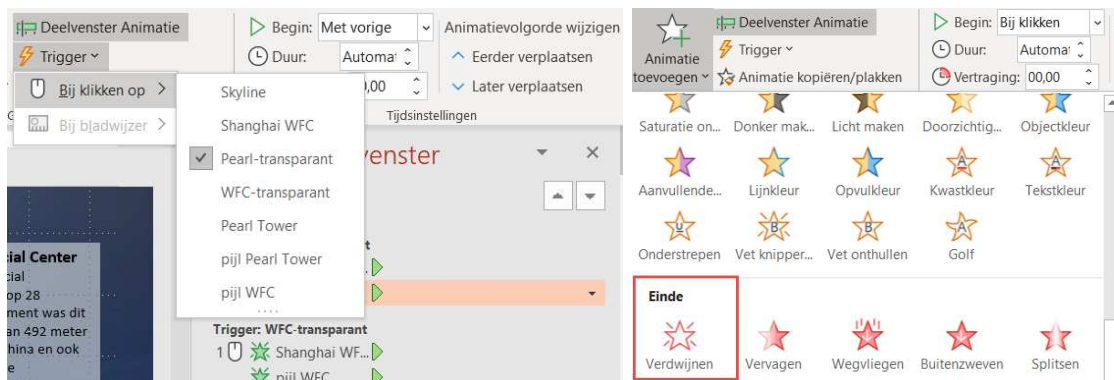 Deelvenster Animatie
Trigger
Bij klikken op
Bij bladwijzer
Skyline
Shanghai WFC
Pearl-transparant
WFC-transparant
Pearl Tower
pijl Pearl Tower
pijl WFC
Begin: Met vorige
Duur: Automat
,00
Animatievolgorde wijzigen
Eerder verplaatsen
Later verplaatsen
Tijdsinstellingen
venster
ial Center
cial
op 28
ment was dit
an 492 meter
hina en ook
e
t
Trigger: WFC-transparant
1 Shanghai WF...
pijl WFC
Animatie
toevoegen
Deelvenster Animatie
Trigger
Animatie kopiëren/plakken
Begin: Bij klikken
Duur: Automat
Vertraging: 00,00
Saturatie on... Donker mak... Licht maken Doorzichtig... Objectkleur
Aanvullende... Lijnkleur Opvulkleur Kwastkleur Tekstkleur
Onderstrepen Vet knipper... Vet onthullen Golf
Einde
Verdwijnen Vervagen Wegvliegen Buitenzweven Splitsen